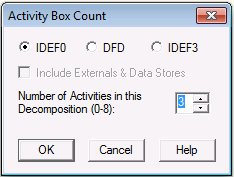 Activity Box Count
IDEF0 DFD IDEF3
Include Externals & Data Stores
Number of Activities in this
Decomposition (0-8):
3
OK Cancel Help